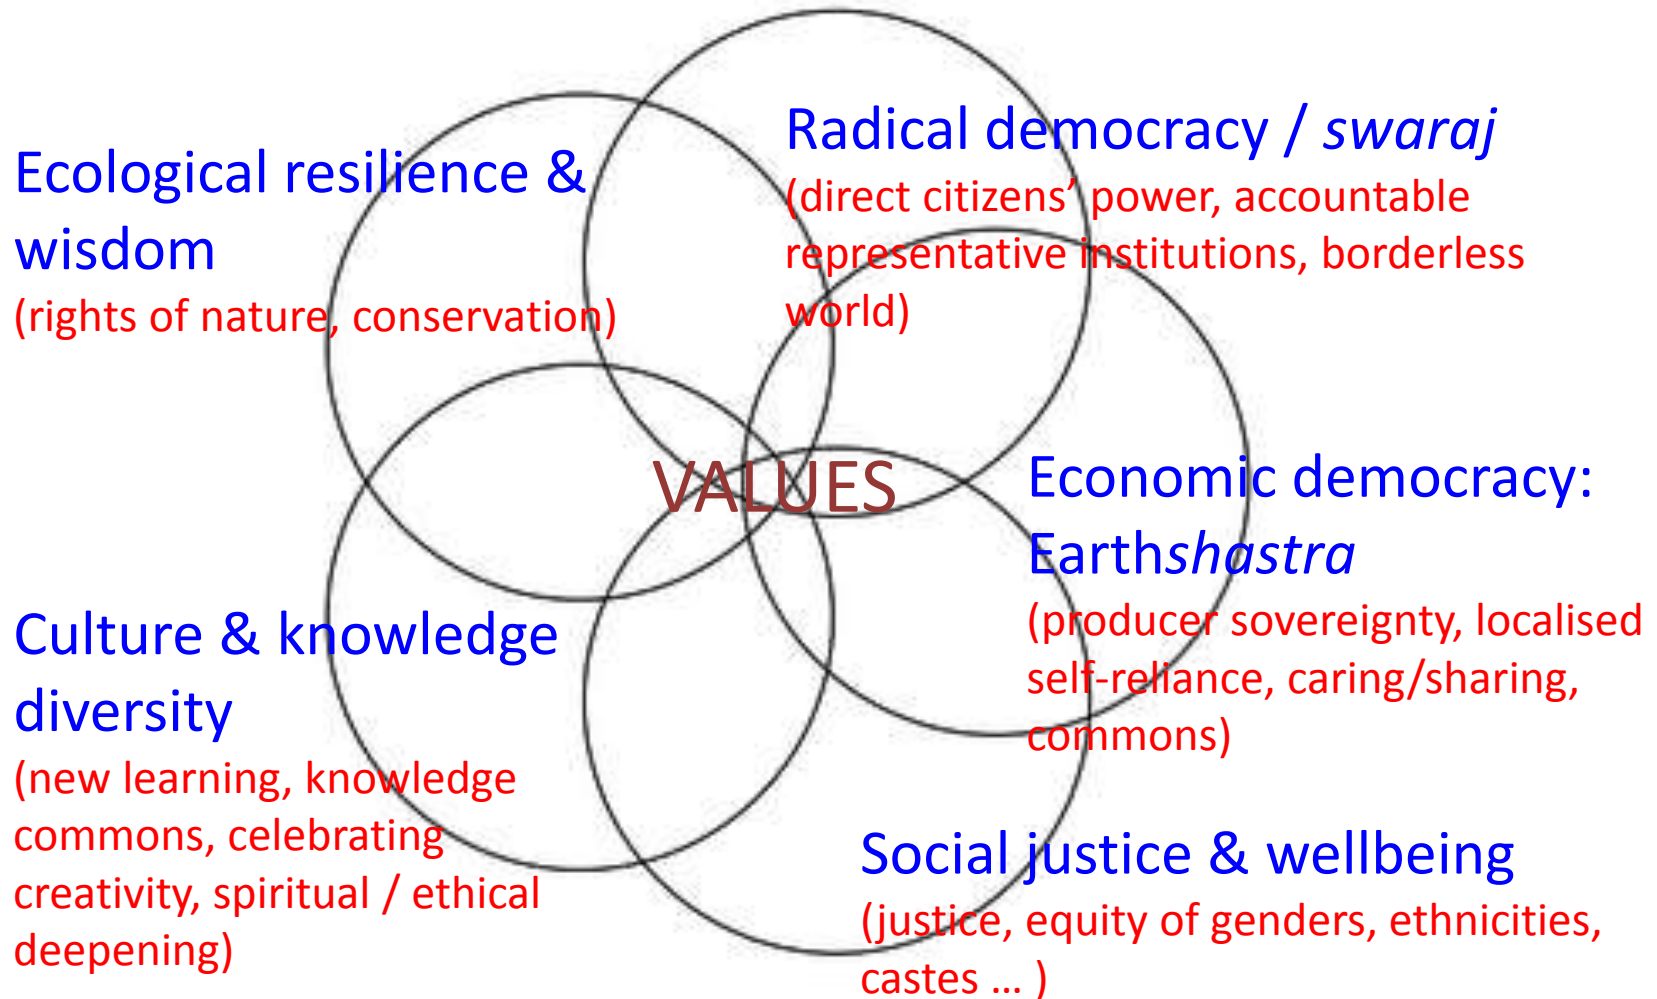 Ecological resilience &
wisdom
(rights of nature, conservation)
Radical democracy / swaraj
(direct citizens’ power, accountable
representative institutions, borderless
world)
VALUES
Economic democracy:
Earthshastra
(producer sovereignty, localised
self-reliance, caring/sharing,
commons)
Culture & knowledge
diversity
(new learning, knowledge
commons, celebrating
creativity, spiritual / ethical
deepening)
Social justice & wellbeing
(justice, equity of genders, ethnicities,
castes … )